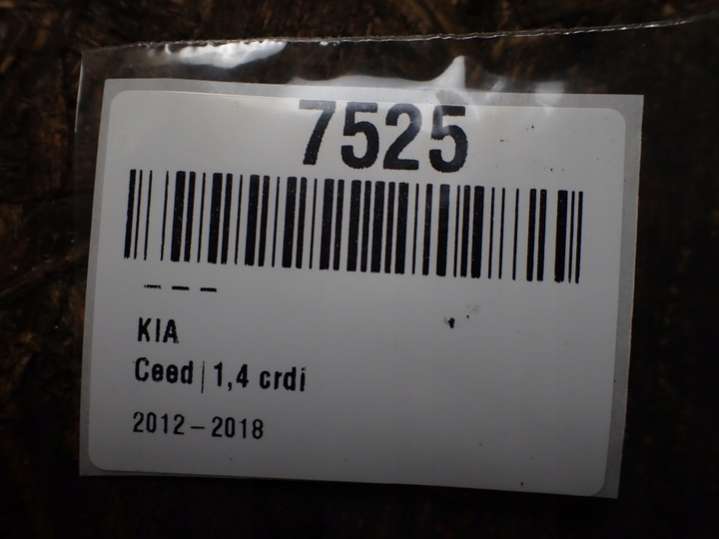 7525
– – –
KIA
Ceed | 1,4 crdi
2012 – 2018